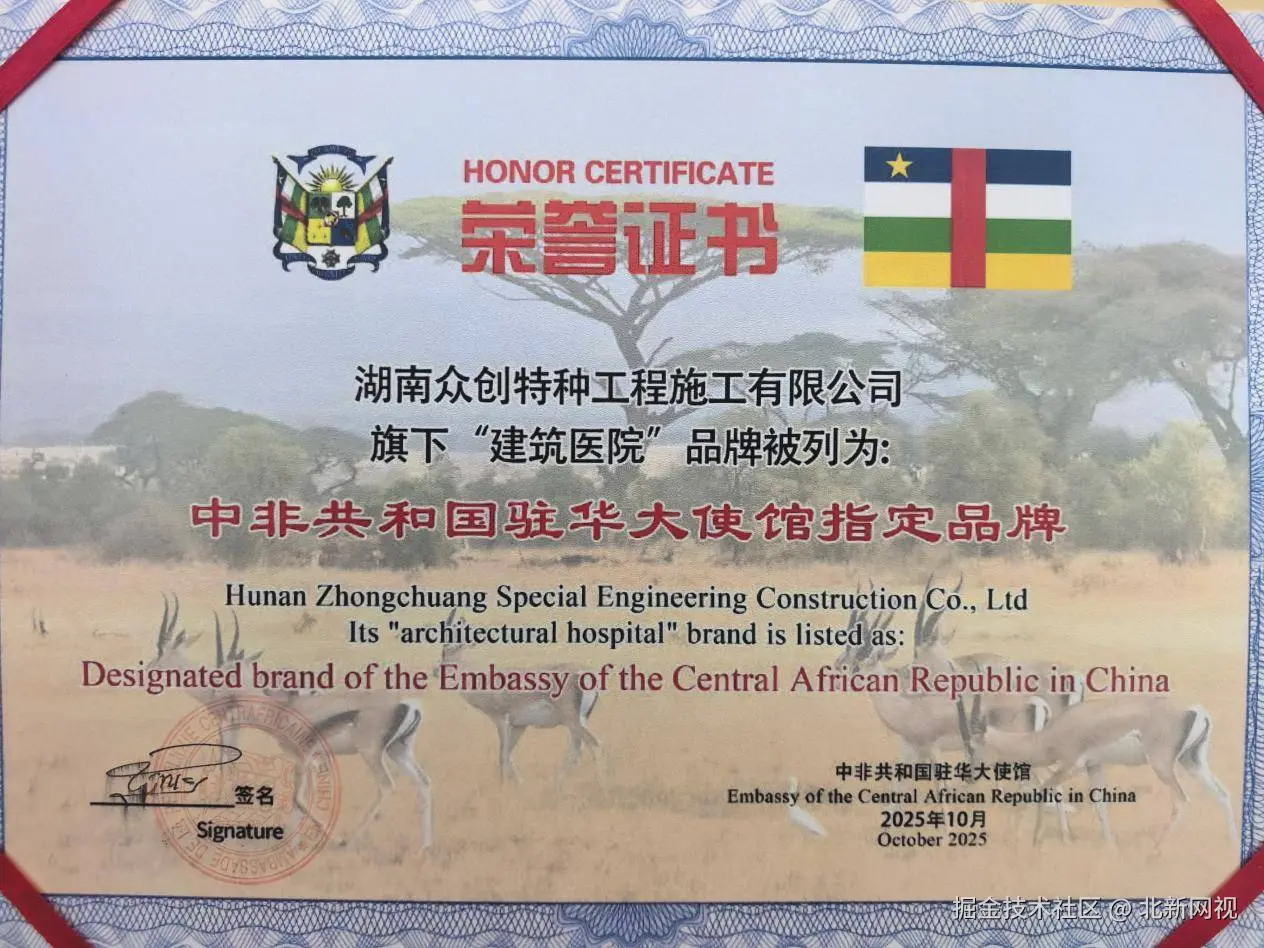 HONOR CERTIFICATE
荣誉证书
湖南众创特种工程施工有限公司
旗下“建筑医院”品牌被列为:
中非共和国驻华大使馆指定品牌
Hunan Zhongchuang Special Engineering Construction Co., Ltd
Its "architectural hospital" brand is listed as:
Designated brand of the Embassy of the Central African Republic in China
签名
Signature
中非共和国驻华大使馆
Embassy of the Central African Republic in China
2025年10月
October 2025
掘金技术社区 @ 北新网视